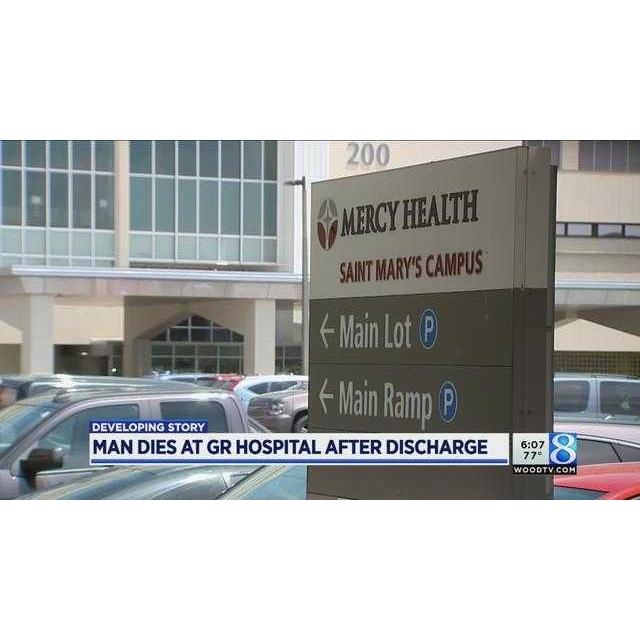 200
MERCY HEALTH
SAINT MARY'S CAMPUS
← Main Lot P
← Main Ramp P
DEVELOPING STORY
MAN DIES AT GR HOSPITAL AFTER DISCHARGE
6:07
77°
8
WOODTV.COM